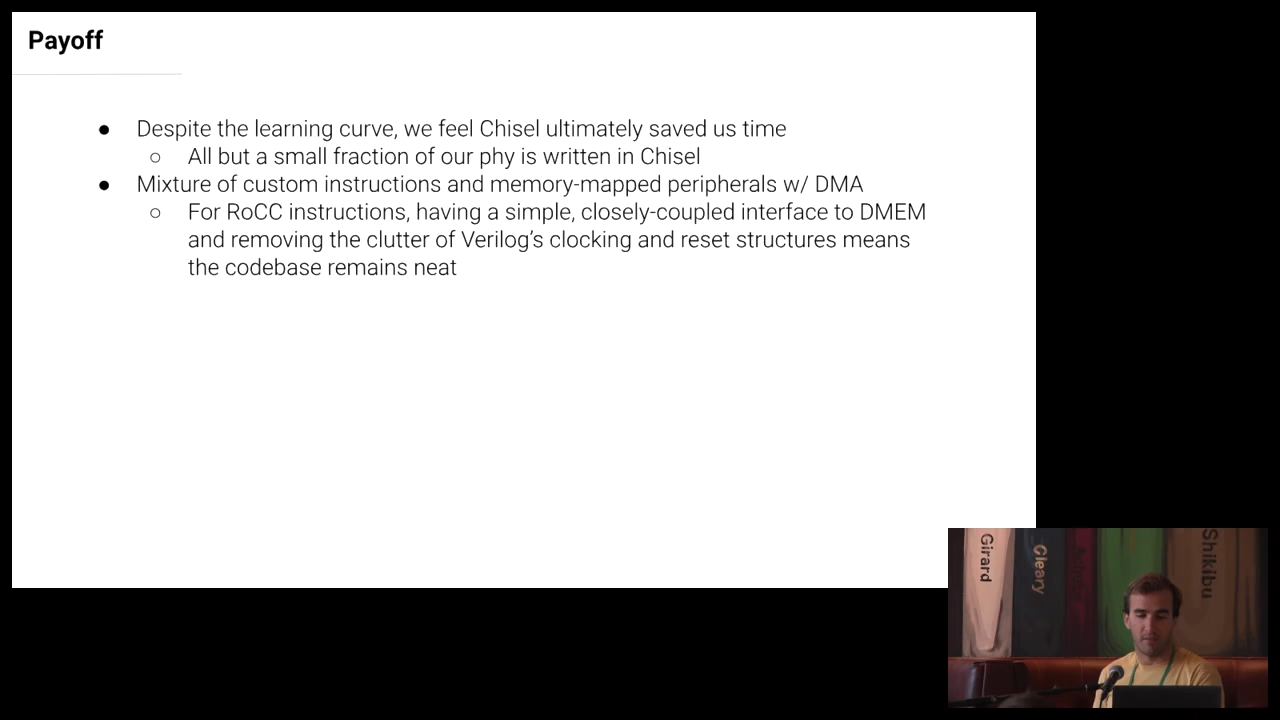 Payoff
● Despite the learning curve, we feel Chisel ultimately saved us time
○ All but a small fraction of our phy is written in Chisel
● Mixture of custom instructions and memory-mapped peripherals w/ DMA
○ For RoCC instructions, having a simple, closely-coupled interface to DMEM
and removing the clutter of Verilog’s clocking and reset structures means
the codebase remains neat
Girard
Cleary
Shikibu